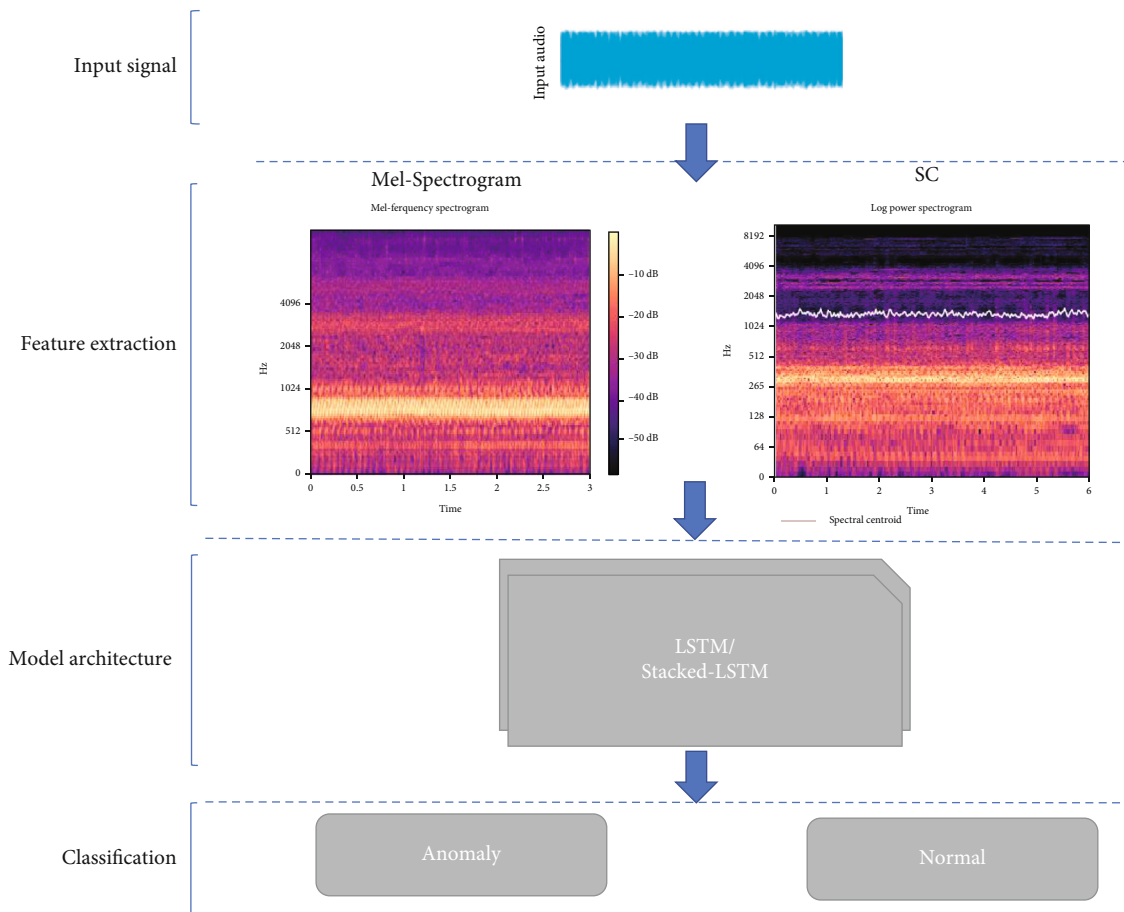 Input signal
Input audio
Feature extraction
Mel-Spectrogram
Mel-ferquency spectrogram
4096
2048
1024
512
0
Hz
0 0.5 1 1.5 2 2.5 3
Time
–10 dB
–20 dB
–30 dB
–40 dB
–50 dB
SC
Log power spectrogram
8192
4096
2048
1024
512
265
128
64
0
Hz
0 1 2 3 4 5 6
Time
Spectral centroid
Model architecture
LSTM/
Stacked-LSTM
Classification
Anomaly
Normal